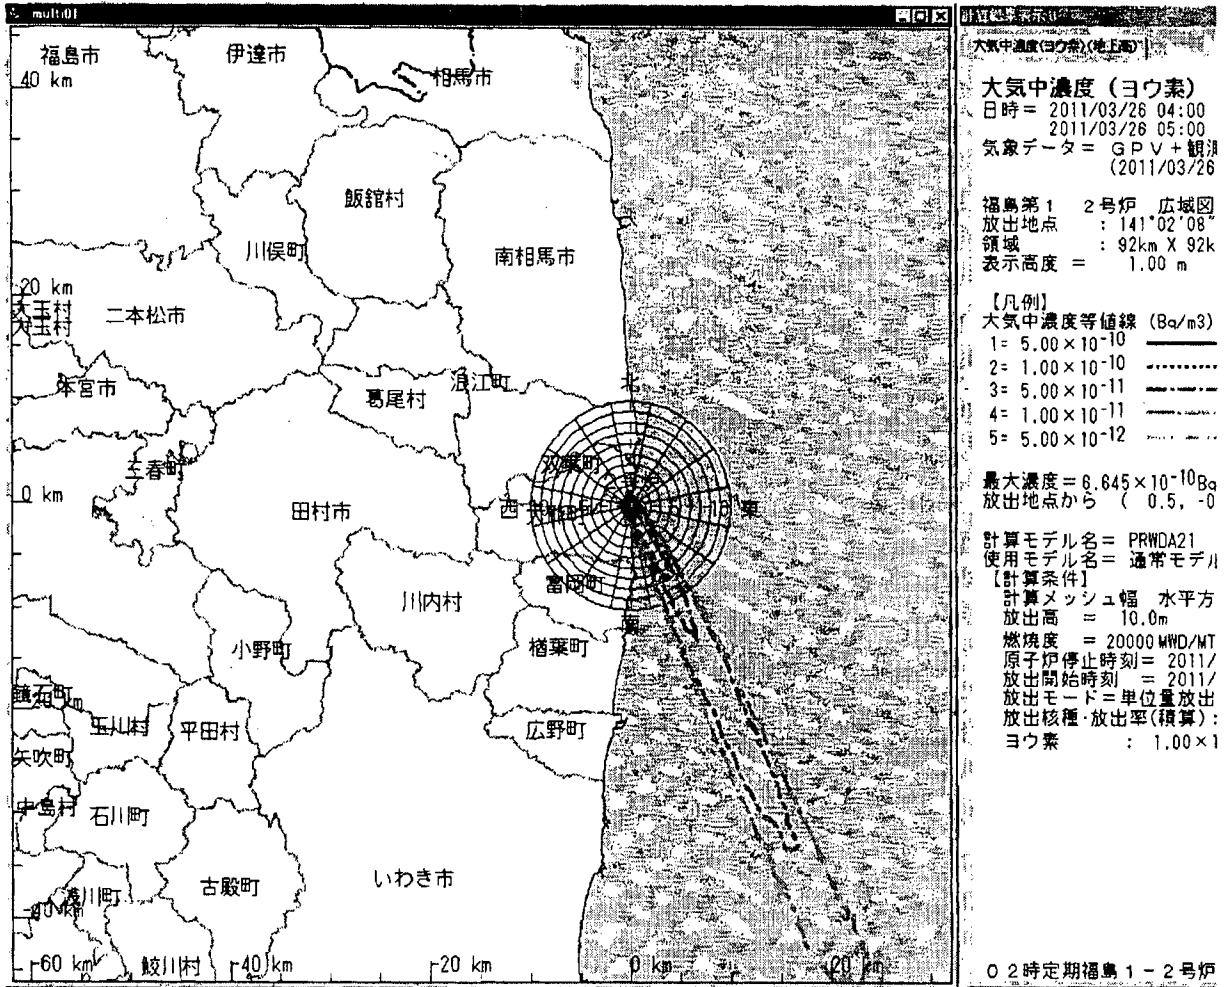 multi01
福島市
伊達市
相馬市
40 km
飯舘村
川俣町
南相馬市
20 km
大玉村
大玉村
二本松市
本宮市
浪江町
葛尾村
北
三春町
双葉町
0 km
田村市
西
東
富岡町
川内村
南
小野町
楢葉町
鏡石町
玉川村
平田村
広野町
矢吹町
中島村
石川町
浅川町
古殿町
いわき市
-60 km
鮫川村
-40 km
-20 km
0 km
20 km
計算結果表示
大気中濃度(ヨウ素)(地上高)
大気中濃度(ヨウ素)
日時= 2011/03/26 04:00
2011/03/26 05:00
気象データ= GPV+観測
(2011/03/26
福島第1 2号炉 広域図
放出地点 : 141°02'08"
領域 : 92km X 92k
表示高度 = 1.00 m
【凡例】
大気中濃度等値線 (Bq/m3)
1= 5.00×10-10
2= 1.00×10-10
3= 5.00×10-11
4= 1.00×10-11
5= 5.00×10-12
最大濃度=6.645×10-10Bq
放出地点から ( 0.5, -0
計算モデル名= PRWDA21
使用モデル名= 通常モデル
【計算条件】
計算メッシュ幅 水平方
放出高 = 10.0m
燃焼度 = 20000MWD/MT
原子炉停止時刻= 2011/
放出開始時刻 = 2011/
放出モード=単位量放出
放出核種・放出率(積算):
ヨウ素 : 1.00×1
02時定期福島1-2号炉